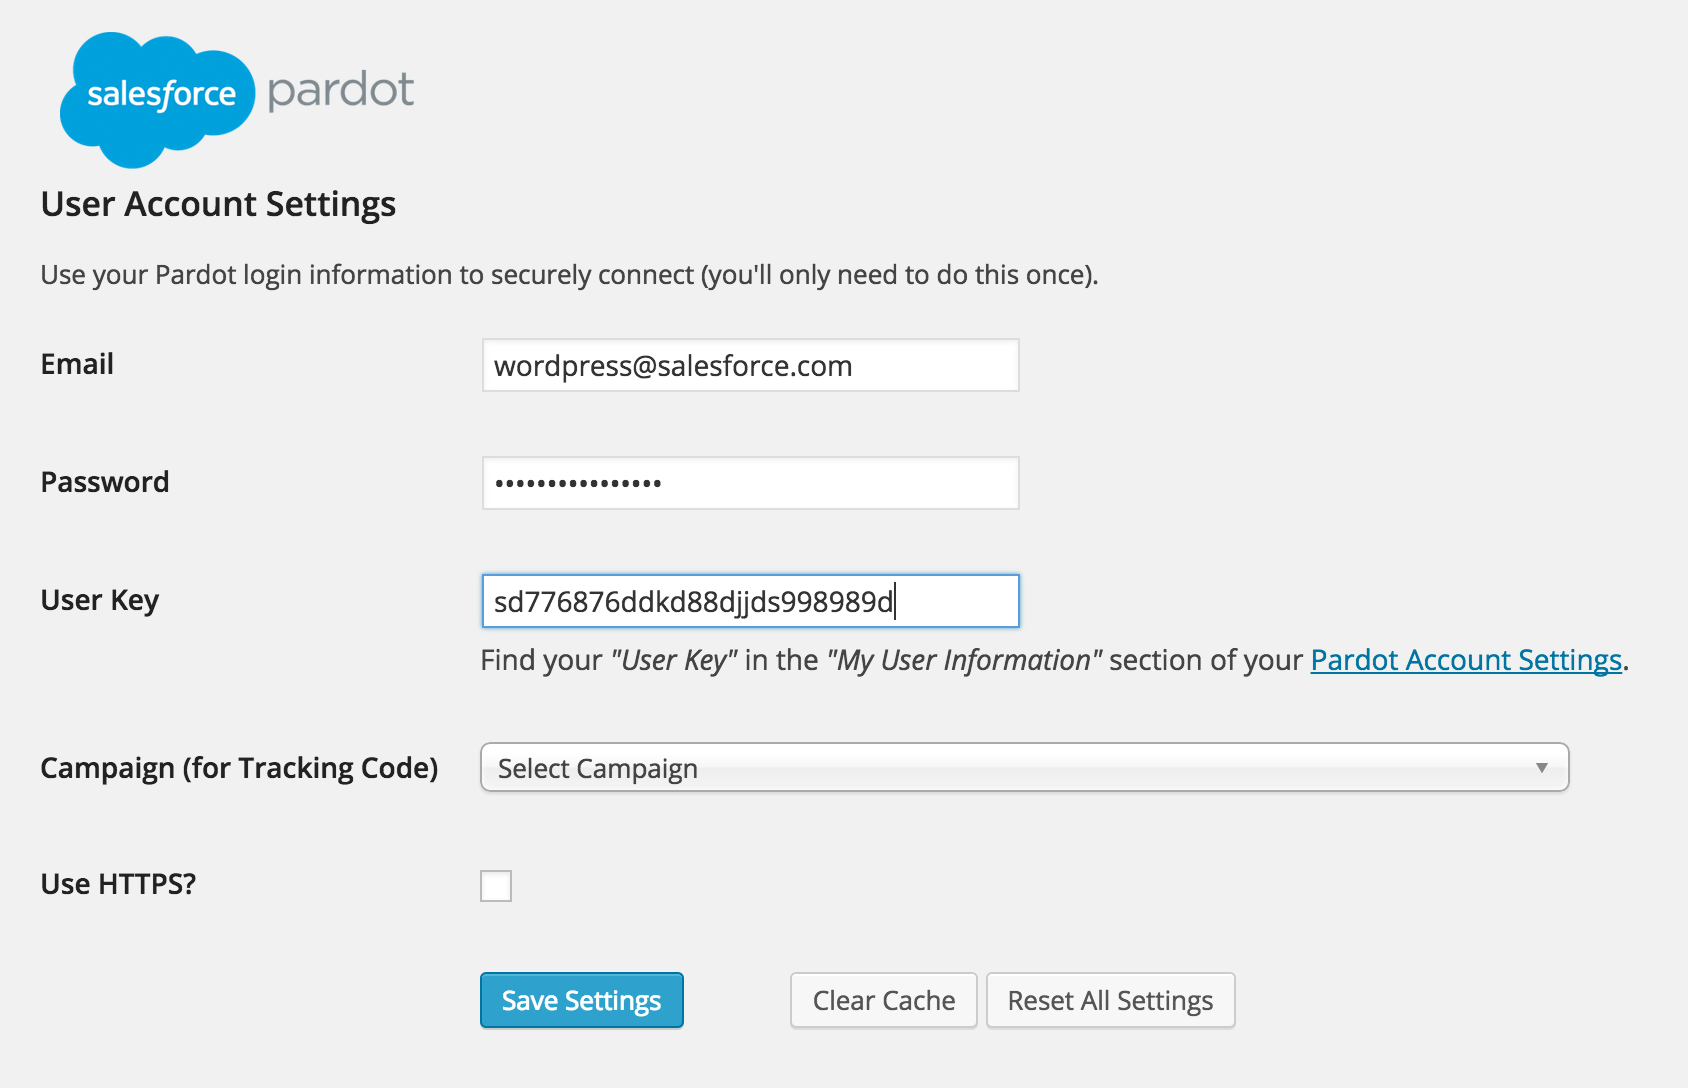 salesforce pardot
User Account Settings
Use your Pardot login information to securely connect (you'll only need to do this once).
Email wordpress@salesforce.com
Password ••••••••••••••••
User Key sd776876ddkd88djjds998989d
Find your "User Key" in the "My User Information" section of your Pardot Account Settings.
Campaign (for Tracking Code) Select Campaign
Use HTTPS?
Save Settings Clear Cache Reset All Settings